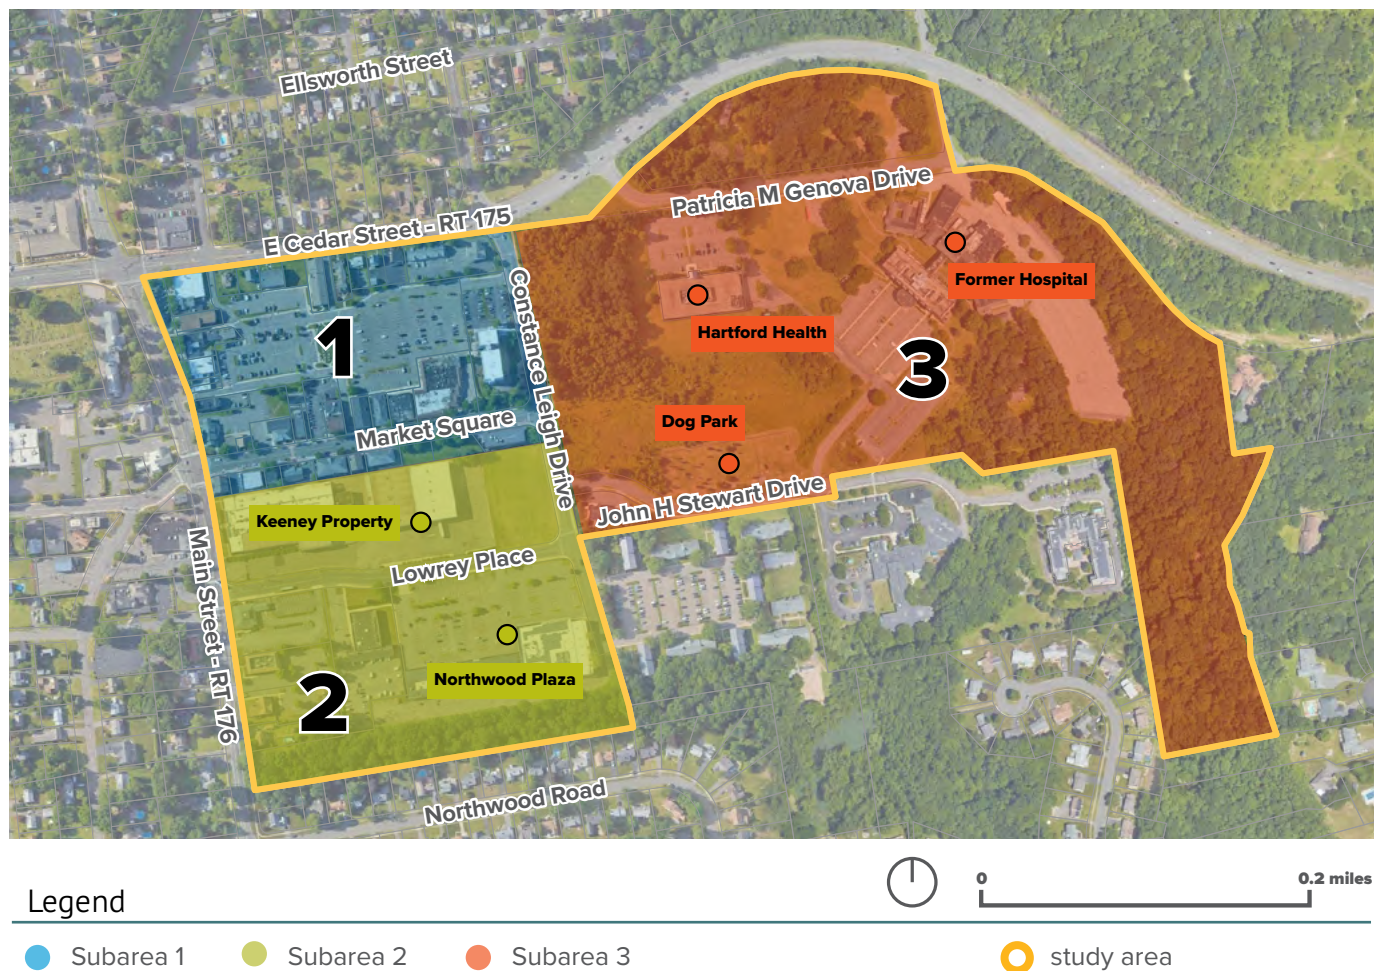 Ellsworth Street
E Cedar Street - RT 175
Patricia M Genova Drive
Former Hospital
Hartford Health
1
Constance Leigh Drive
3
Market Square
Dog Park
John H Stewart Drive
Keeney Property
Main Street - RT 176
Lowrey Place
Northwood Plaza
2
Northwood Road
0
0.2 miles
Legend
Subarea 1
Subarea 2
Subarea 3
study area